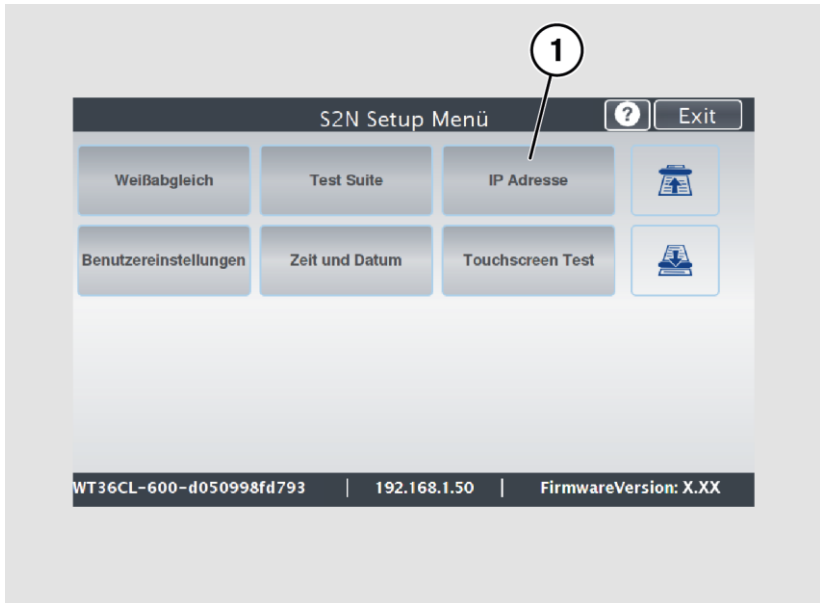 1
S2N Setup Menü ? Exit
Weißabgleich Test Suite IP Adresse
Benutzereinstellungen Zeit und Datum Touchscreen Test
WT36CL-600-d050998fd793 | 192.168.1.50 | FirmwareVersion: X.XX